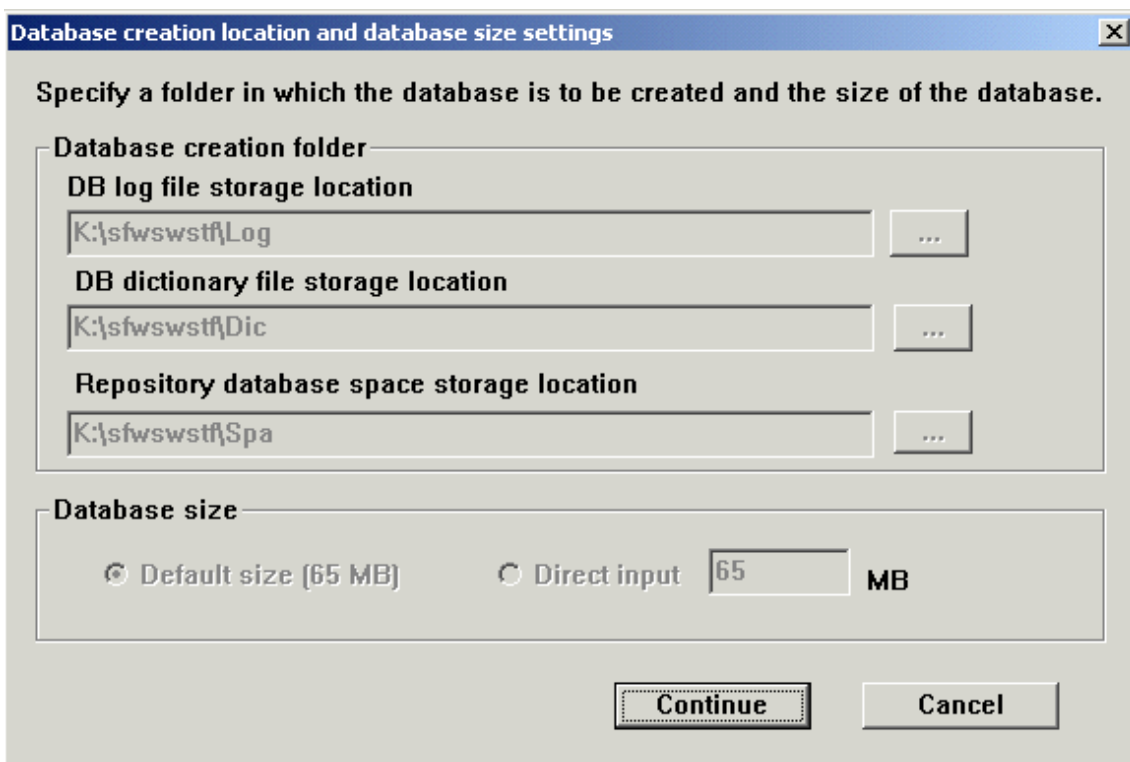 Database creation location and database size settings
Specify a folder in which the database is to be created and the size of the database.
Database creation folder
DB log file storage location
K:\sfwswstf\Log ...
DB dictionary file storage location
K:\sfwswstf\Dic ...
Repository database space storage location
K:\sfwswstf\Spa ...
Database size
Default size (65 MB) Direct input 65 MB
Continue Cancel